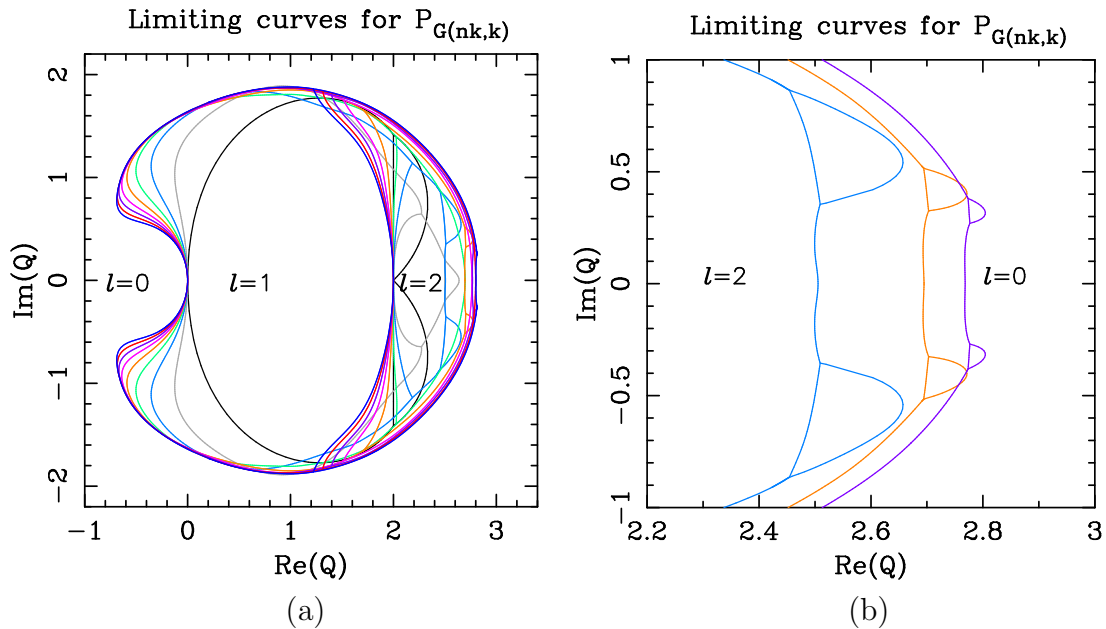 Limiting curves for P_{G(nk,k)}
2
1
0
−1
−2
Im(Q)
l=0
l=1
l=2
−1
0
1
2
3
Re(Q)
(a)
Limiting curves for P_{G(nk,k)}
1
0.5
0
−0.5
−1
Im(Q)
l=2
l=0
2.2
2.4
2.6
2.8
3
Re(Q)
(b)